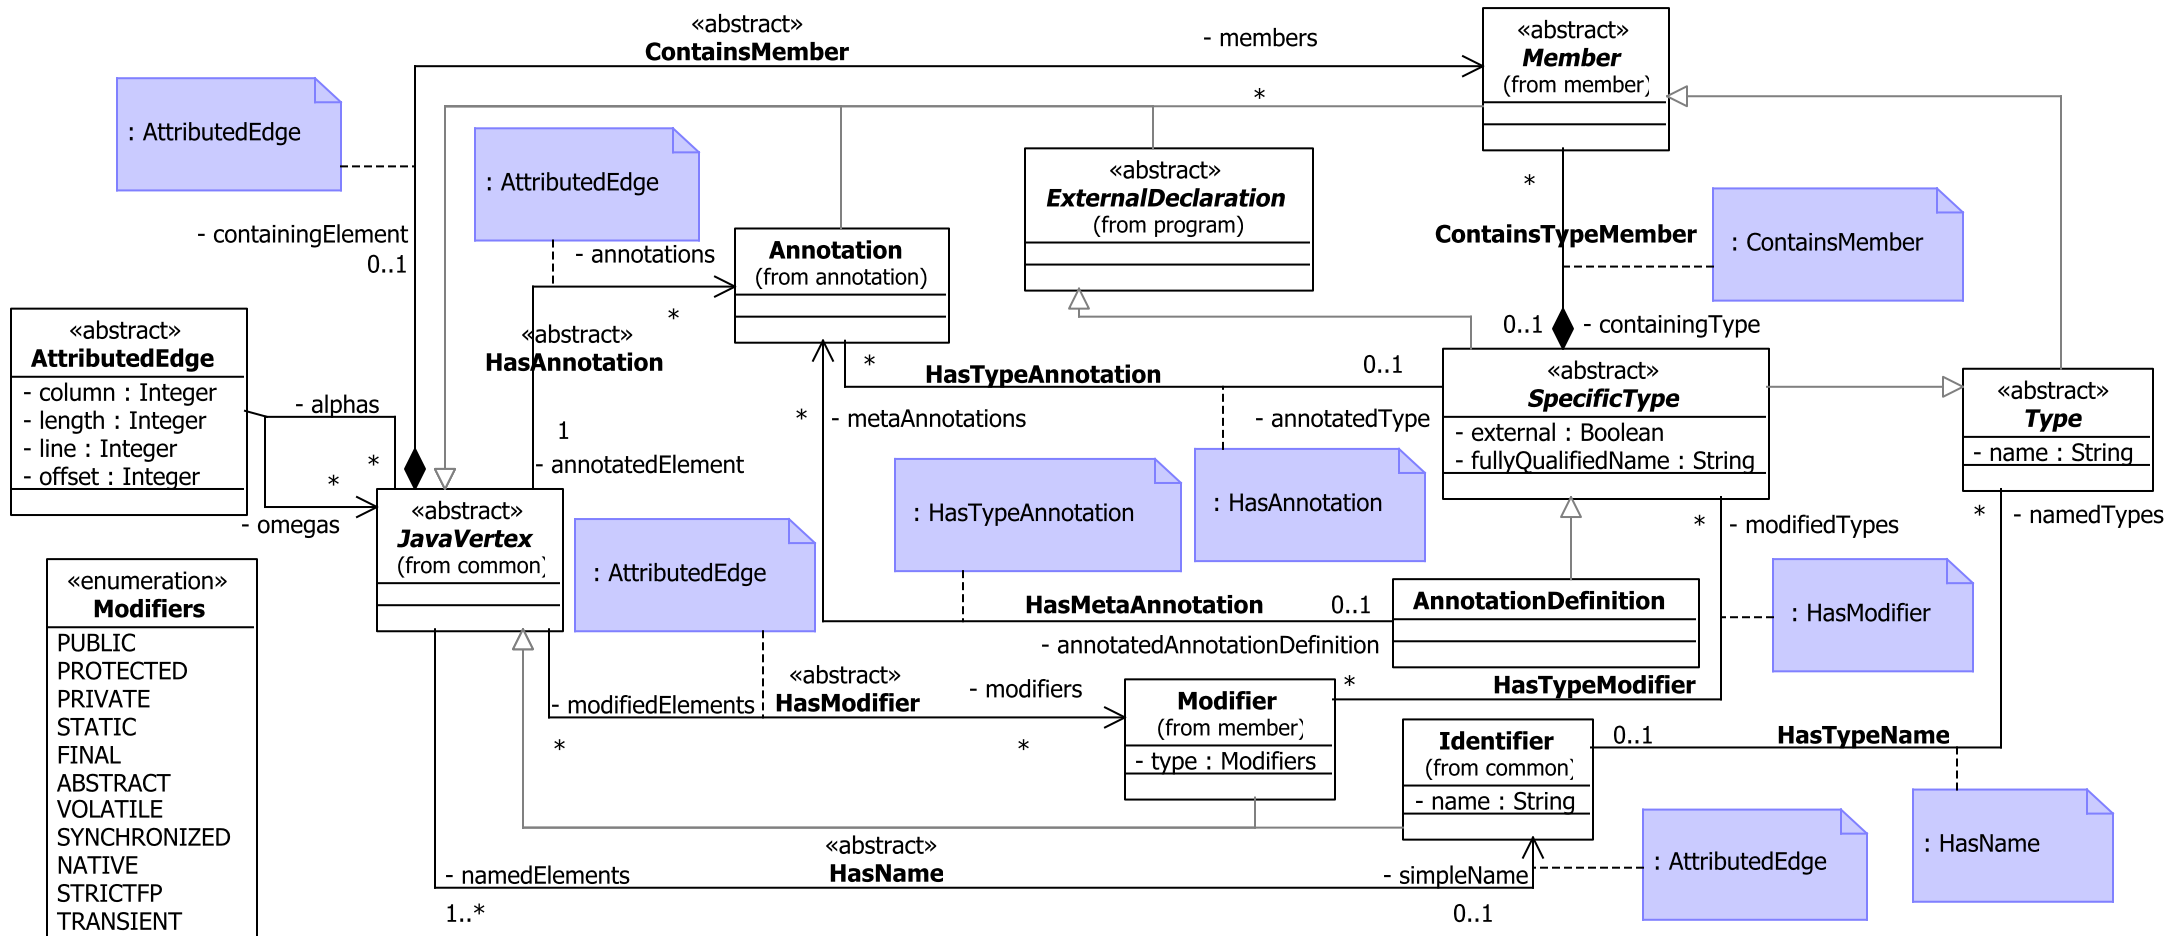 «abstract»
ContainsMember
- members
*
«abstract»
Member
(from member)
: AttributedEdge
: AttributedEdge
- containingElement
0..1
- annotations
*
Annotation
(from annotation)
«abstract»
ExternalDeclaration
(from program)
*
ContainsTypeMember
: ContainsMember
0..1
- containingType
«abstract»
AttributedEdge
- column : Integer
- length : Integer
- line : Integer
- offset : Integer
- alphas
*
*
- omegas
«abstract»
HasAnnotation
1
- annotatedElement
*
HasTypeAnnotation
0..1
- annotatedType
*
- metaAnnotations
«abstract»
SpecificType
- external : Boolean
- fullyQualifiedName : String
«abstract»
Type
- name : String
«abstract»
JavaVertex
(from common)
: AttributedEdge
: HasTypeAnnotation
: HasAnnotation
*
- modifiedTypes
*
- namedTypes
«enumeration»
Modifiers
PUBLIC
PROTECTED
PRIVATE
STATIC
FINAL
ABSTRACT
VOLATILE
SYNCHRONIZED
NATIVE
STRICTFP
TRANSIENT
HasMetaAnnotation
0..1
- annotatedAnnotationDefinition
AnnotationDefinition
: HasModifier
- modifiedElements
*
«abstract»
HasModifier
- modifiers
*
Modifier
(from member)
- type : Modifiers
*
HasTypeModifier
Identifier
(from common)
- name : String
0..1
HasTypeName
: HasName
: AttributedEdge
- namedElements
1..*
«abstract»
HasName
- simpleName
0..1